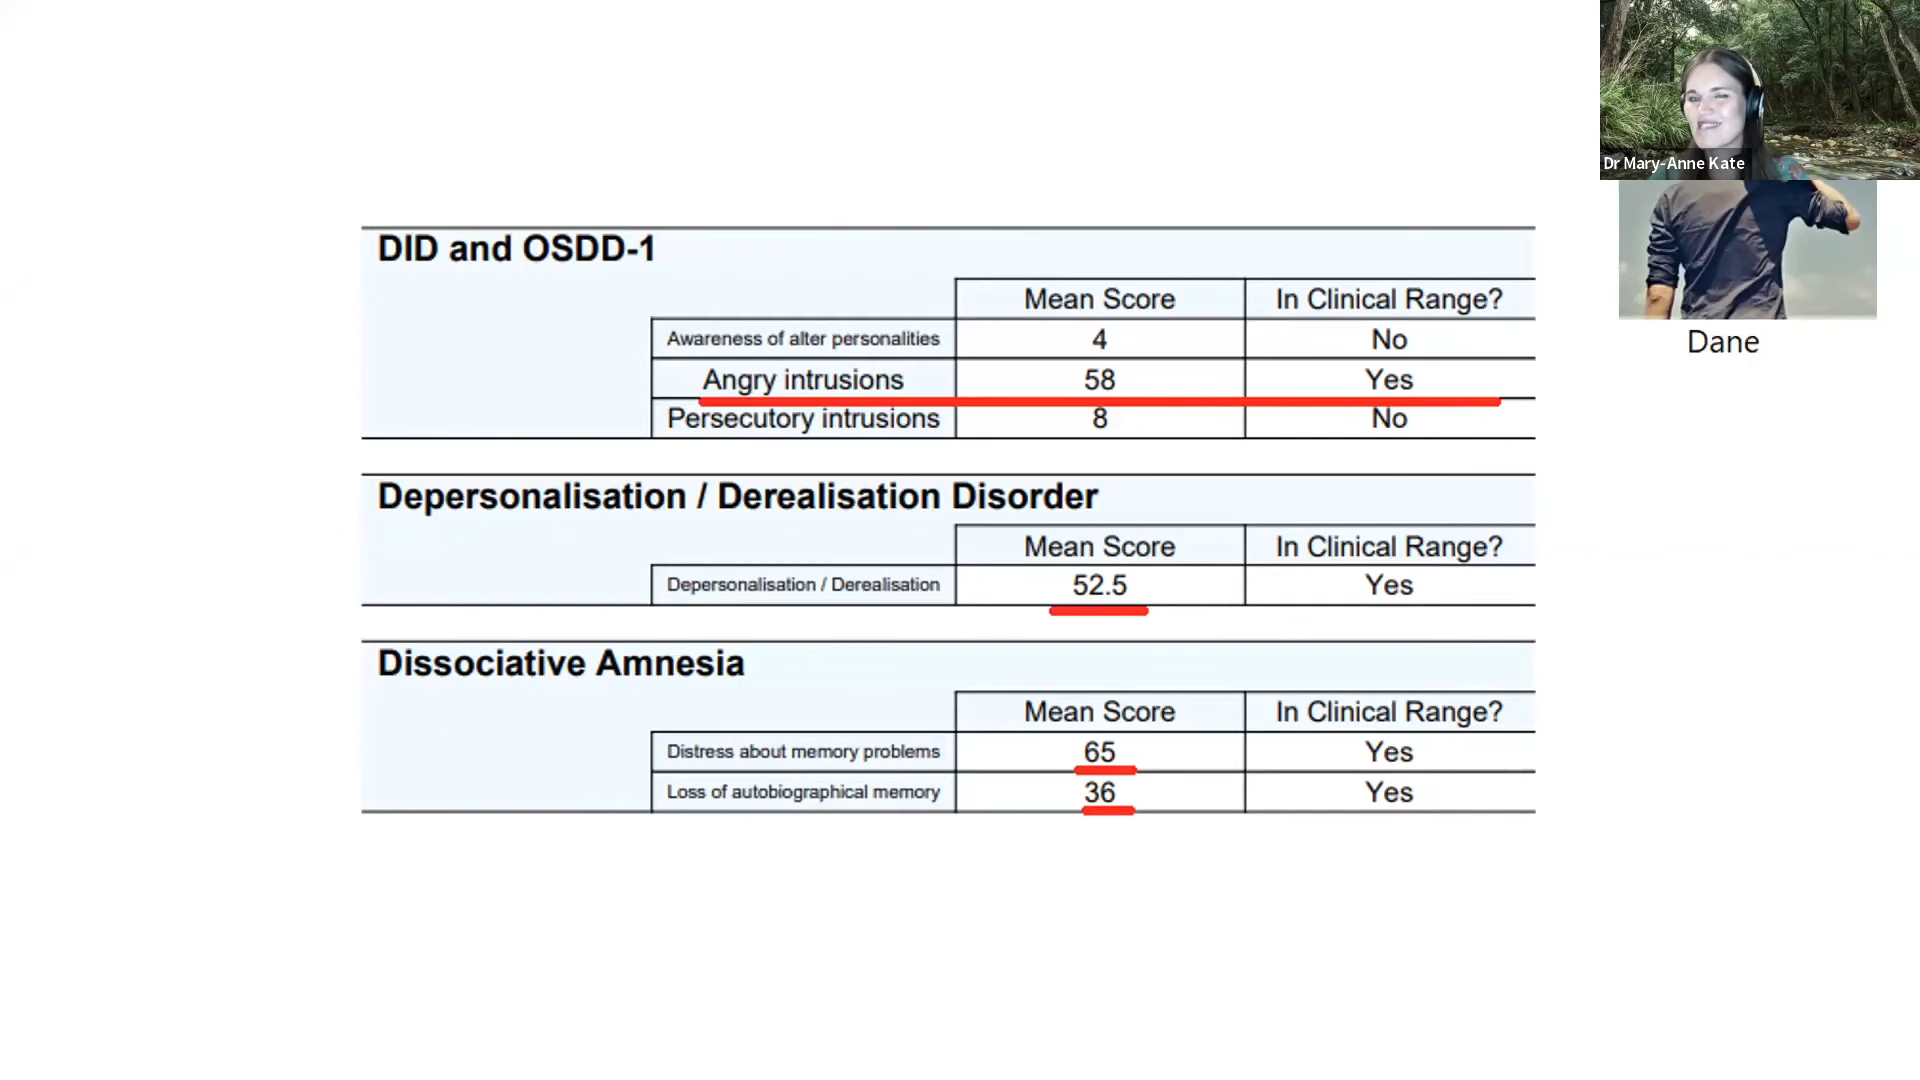 Dr Mary-Anne Kate
DID and OSDD-1
Mean Score In Clinical Range?
Awareness of alter personalities 4 No
Angry intrusions 58 Yes
Persecutory intrusions 8 No
Dane
Depersonalisation / Derealisation Disorder
Mean Score In Clinical Range?
Depersonalisation / Derealisation 52.5 Yes
Dissociative Amnesia
Mean Score In Clinical Range?
Distress about memory problems 65 Yes
Loss of autobiographical memory 36 Yes